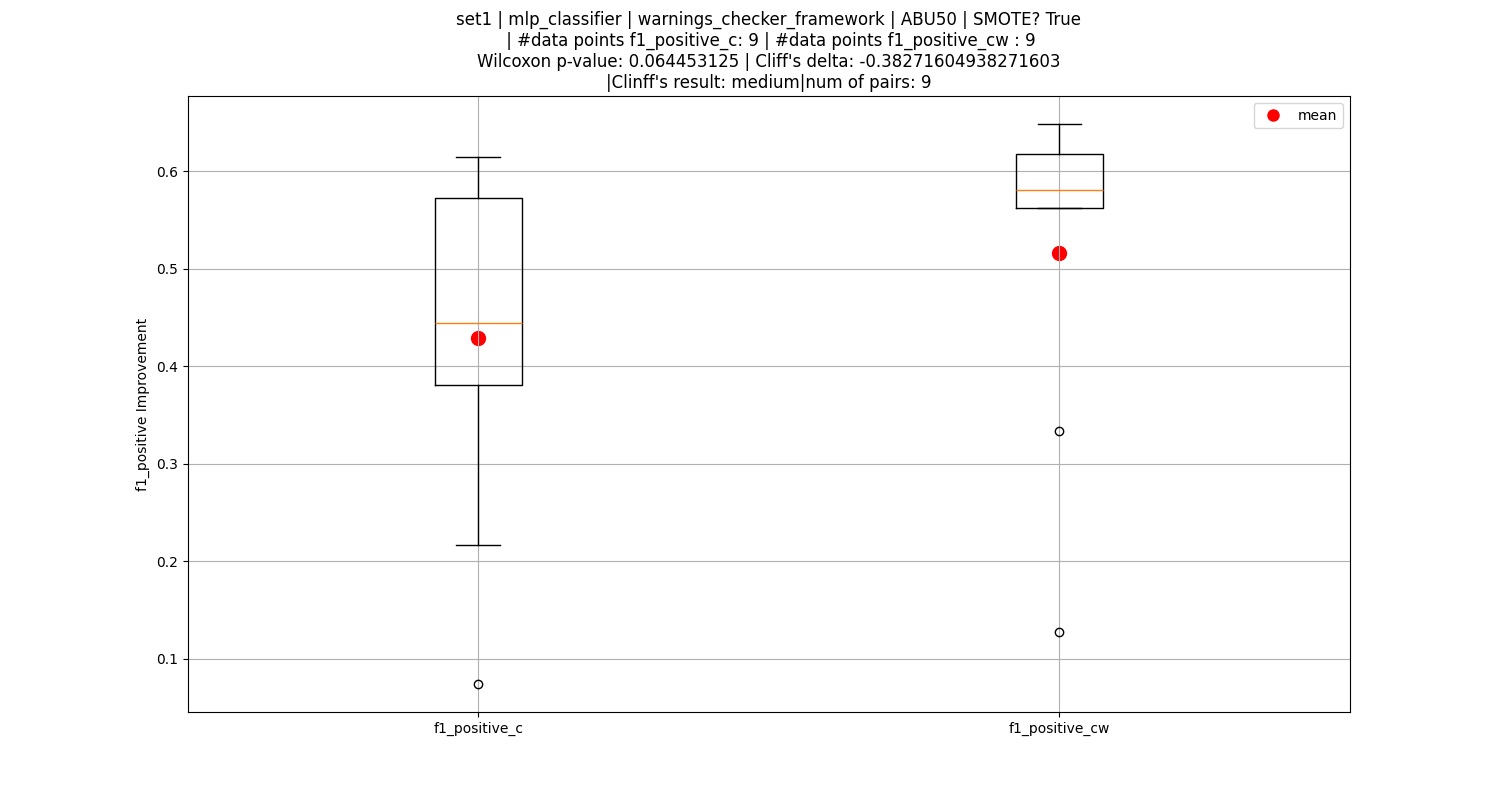 set1 | mlp_classifier | warnings_checker_framework | ABU50 | SMOTE? True
| #data points f1_positive_c: 9 | #data points f1_positive_cw : 9
Wilcoxon p-value: 0.064453125 | Cliff's delta: -0.38271604938271603
|Clinff's result: medium|num of pairs: 9
mean
0.6
0.5
0.4
0.3
0.2
0.1
f1_positive Improvement
f1_positive_c
f1_positive_cw